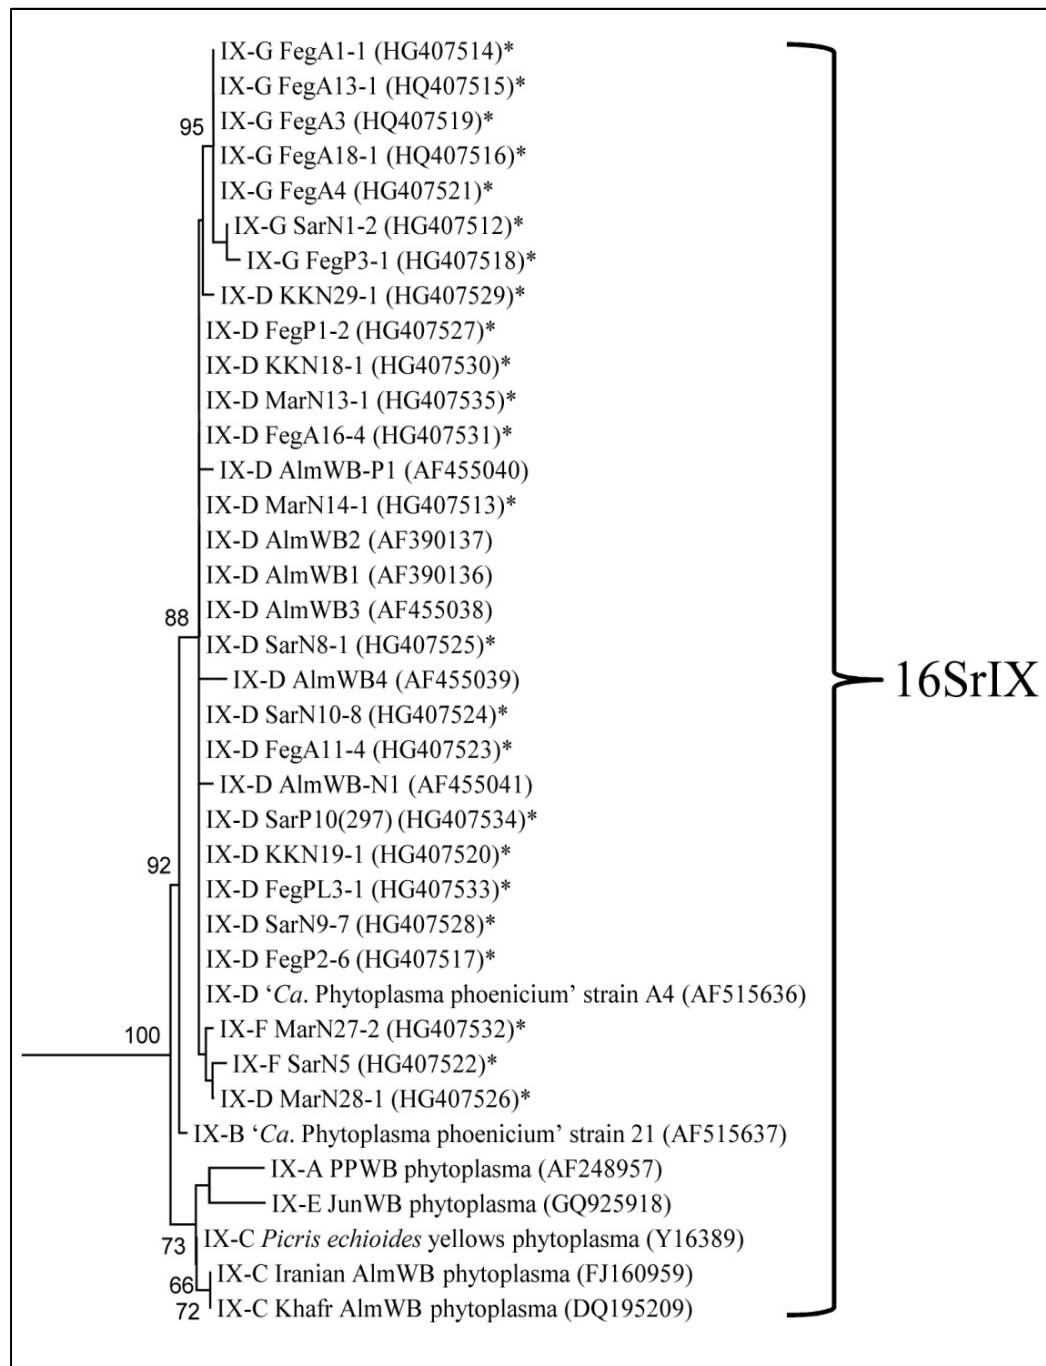 IX-G FegA1-1 (HG407514)*
IX-G FegA13-1 (HQ407515)*
95
IX-G FegA3 (HQ407519)*
IX-G FegA18-1 (HQ407516)*
IX-G FegA4 (HG407521)*
IX-G SarN1-2 (HG407512)*
IX-G FegP3-1 (HG407518)*
IX-D KKN29-1 (HG407529)*
IX-D FegP1-2 (HG407527)*
IX-D KKN18-1 (HG407530)*
IX-D MarN13-1 (HG407535)*
IX-D FegA16-4 (HG407531)*
IX-D AlmWB-P1 (AF455040)
IX-D MarN14-1 (HG407513)*
IX-D AlmWB2 (AF390137)
IX-D AlmWB1 (AF390136)
IX-D AlmWB3 (AF455038)
88
IX-D SarN8-1 (HG407525)*
IX-D AlmWB4 (AF455039)
16SrIX
IX-D SarN10-8 (HG407524)*
IX-D FegA11-4 (HG407523)*
IX-D AlmWB-N1 (AF455041)
IX-D SarP10(297) (HG407534)*
IX-D KKN19-1 (HG407520)*
92
IX-D FegPL3-1 (HG407533)*
IX-D SarN9-7 (HG407528)*
IX-D FegP2-6 (HG407517)*
IX-D ‘Ca. Phytoplasma phoenicium’ strain A4 (AF515636)
IX-F MarN27-2 (HG407532)*
100
IX-F SarN5 (HG407522)*
IX-D MarN28-1 (HG407526)*
IX-B ‘Ca. Phytoplasma phoenicium’ strain 21 (AF515637)
IX-A PPWB phytoplasma (AF248957)
IX-E JunWB phytoplasma (GQ925918)
IX-C Picris echioides yellows phytoplasma (Y16389)
73
IX-C Iranian AlmWB phytoplasma (FJ160959)
66
72 IX-C Khafr AlmWB phytoplasma (DQ195209)